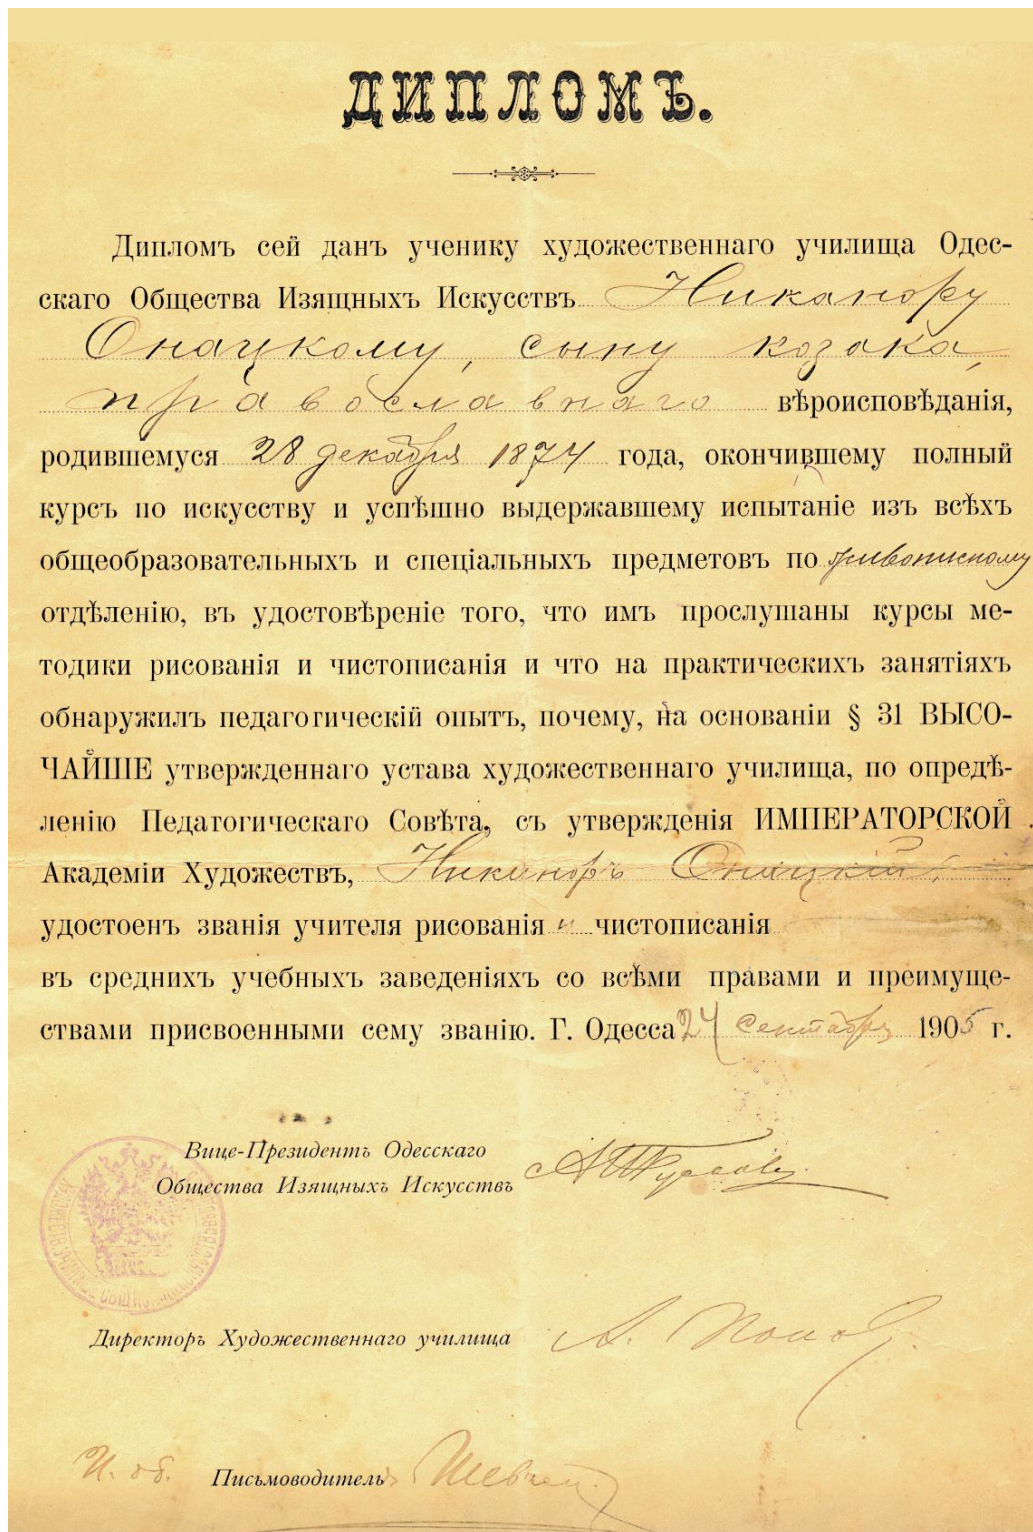 ДИПЛОМЪ.
Дипломъ сей данъ ученику художественнаго училища Одес-
скаго Общества Изящныхъ Искусствъ Никанору
Онацкому, сыну козака,
православнаго вѣроисповѣданія,
родившемуся 28 декабря 1874 года, окончившему полный
курсъ по искусству и успѣшно выдержавшему испытаніе изъ всѣхъ
общеобразовательныхъ и спеціальныхъ предметовъ по живописному
отдѣленію, въ удостовѣреніе того, что имъ прослушаны курсы ме-
тодики рисованія и чистописанія и что на практическихъ занятіяхъ
обнаружилъ педагогическій опытъ, почему, на основаніи § 31 ВЫСО-
ЧАЙШЕ утвержденнаго устава художественнаго училища, по опредѣ-
ленію Педагогическаго Совѣта, съ утвержденія ИМПЕРАТОРСКОЙ
Академіи Художествъ, Никаноръ Онацкій,
удостоенъ званія учителя рисованія и чистописанія
въ среднихъ учебныхъ заведеніяхъ со всѣми правами и преимуще-
ствами присвоенными сему званію. Г. Одесса 24 Сентября 1905 г.
Вице-Президентъ Одесскаго
Общества Изящныхъ Искусствъ
Директоръ Художественнаго училища А. Попов
И. об. Письмоводителя